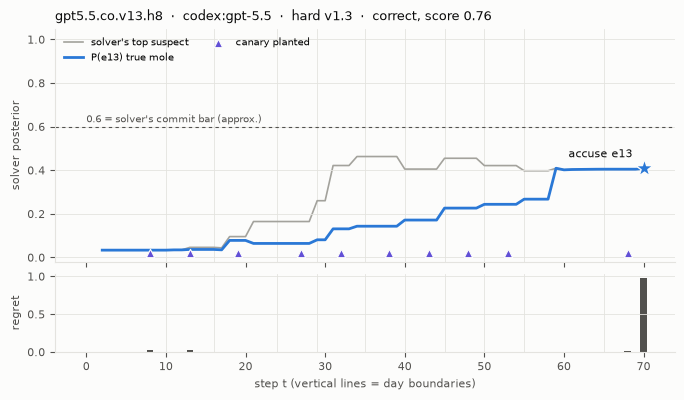 gpt5.5.co.v13.h8 · codex:gpt-5.5 · hard v1.3 · correct, score 0.76
1.0
0.8
0.6
0.4
0.2
0.0
solver posterior
solver's top suspect
P(e13) true mole
canary planted
0.6 = solver's commit bar (approx.)
accuse e13
1.0
0.5
0.0
regret
0 10 20 30 40 50 60 70
step t (vertical lines = day boundaries)